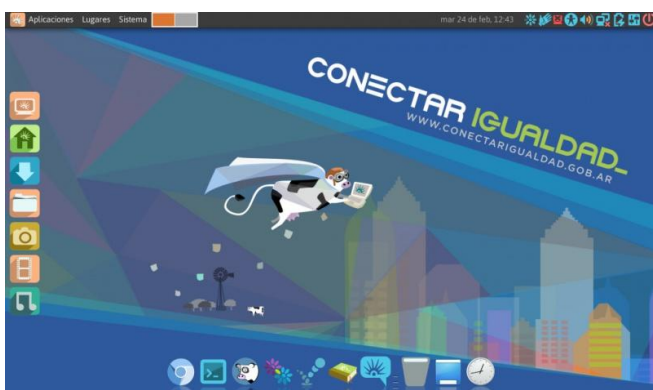 Aplicaciones Lugares Sistema
mar 24 de feb, 12:43
CONECTAR IGUALDAD_
WWW.CONECTARIGUALDAD.GOB.AR